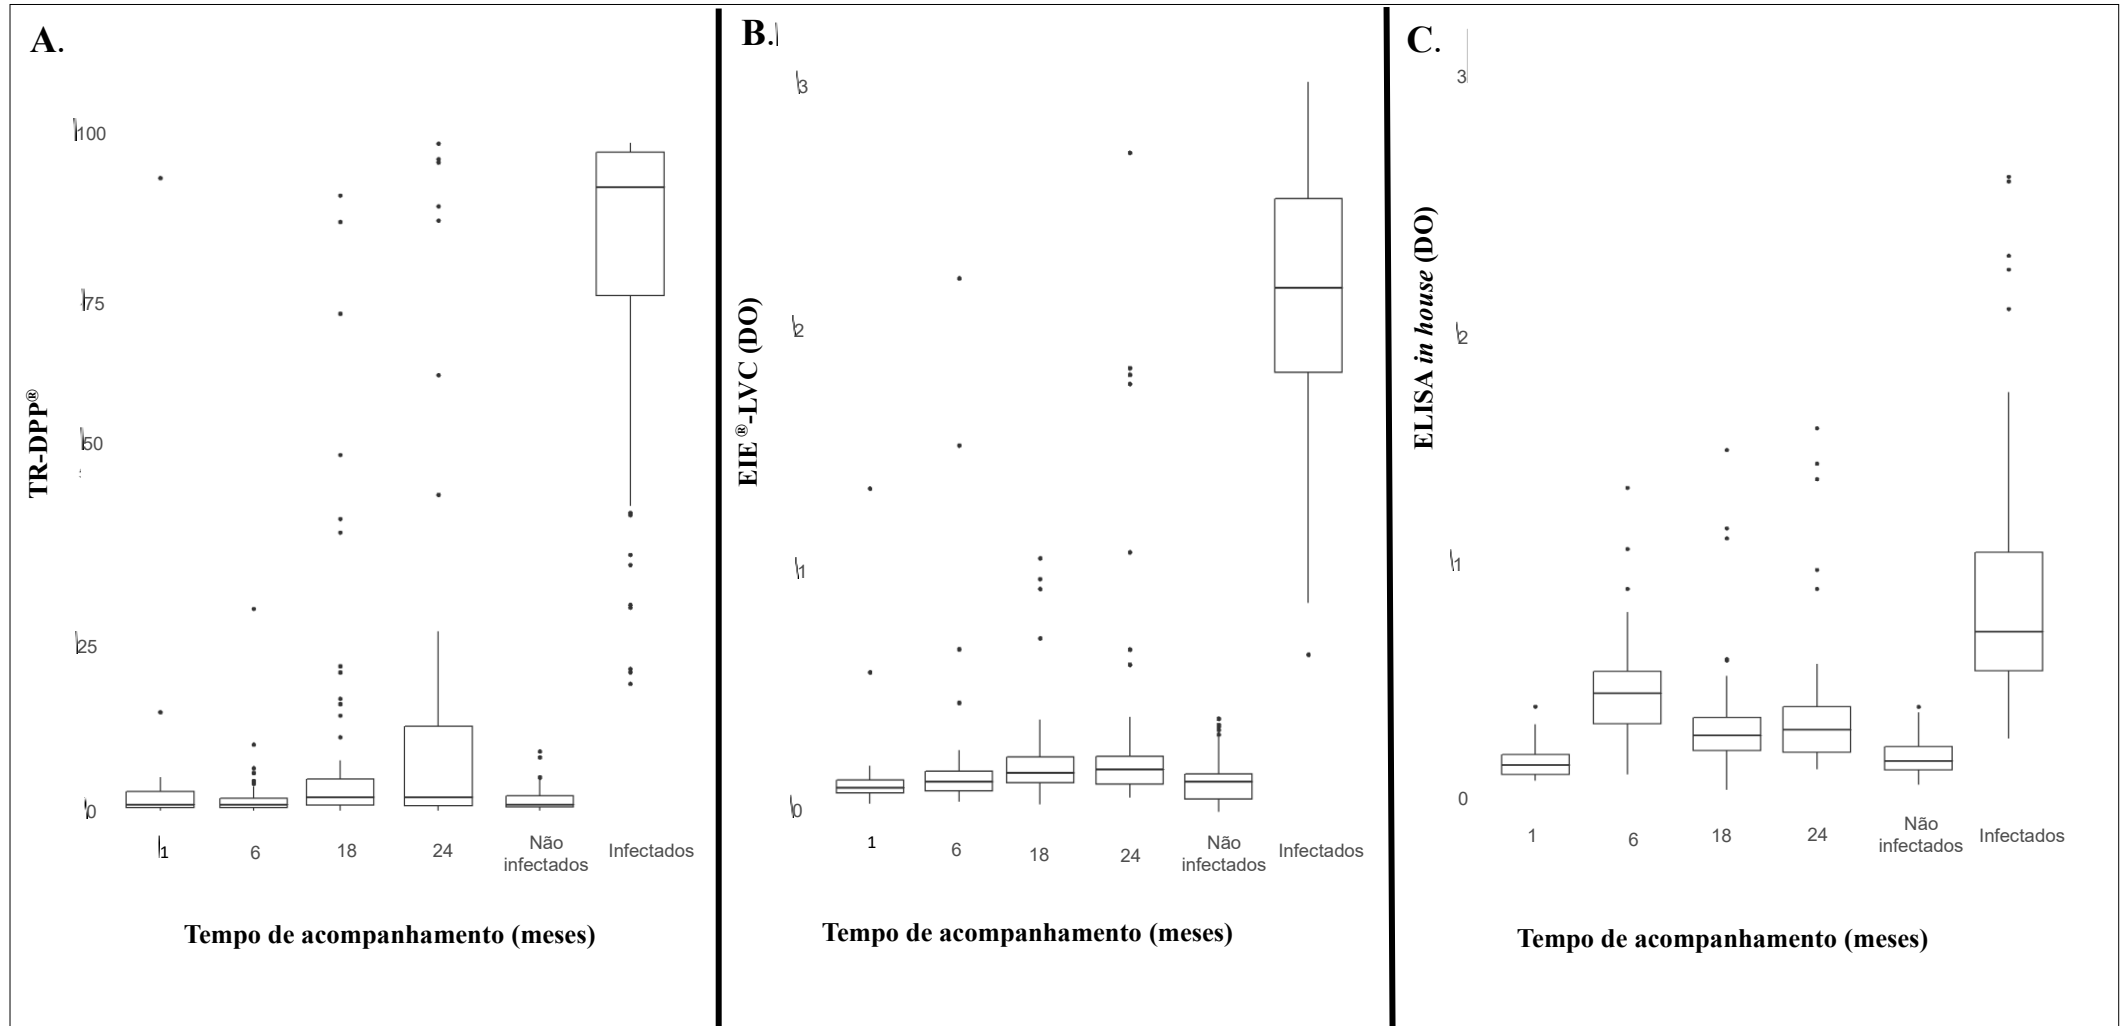 A.
100
75
50
25
0
TR-DPP®
1
6
18
24
Não
infectados
Infectados
Tempo de acompanhamento (meses)
B.
3
2
1
0
EIE®-LVC (DO)
1
6
18
24
Não
infectados
Infectados
Tempo de acompanhamento (meses)
C.
3
2
1
0
ELISA in house (DO)
1
6
18
24
Não
infectados
Infectados
Tempo de acompanhamento (meses)